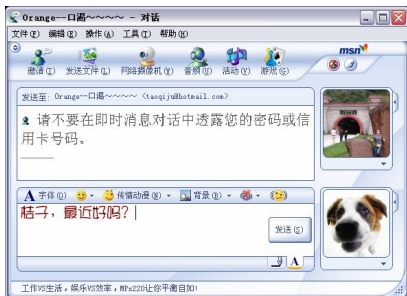 Orange--口渴～～～～ - 对话
文件(F) 编辑(E) 操作(A) 工具(T) 帮助(H)
msn
邀请(I) 发送文件(L) 网络摄像机(Y) 音频(U) 活动(V) 游戏(G)
发送至: Orange--口渴～～～～ <taoqiju@hotmail.com>
请不要在即时消息对话中透露您的密码或信
用卡号码。
A 字体(O) 传情动漫(N) 背景(B)
桔子，最近好吗？
发送(S)
A
工作VS生活，娱乐VS效率，MPx220让你平衡自如!